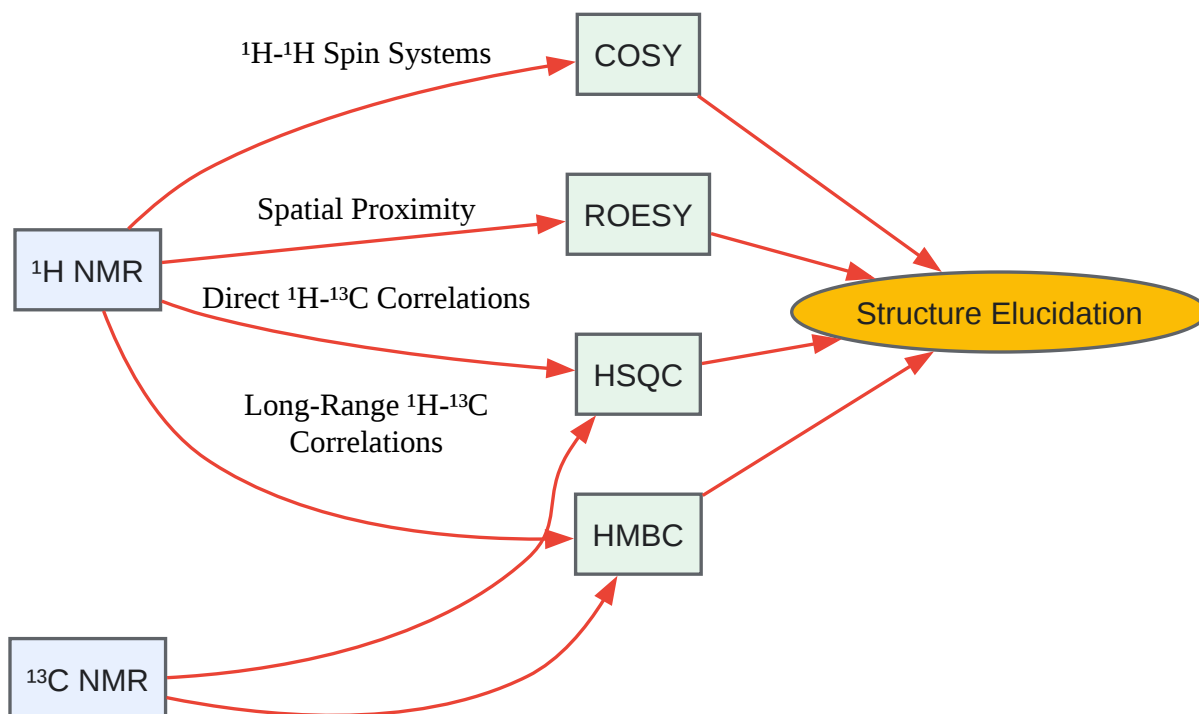 ¹H-¹H Spin Systems
COSY
Spatial Proximity
ROESY
¹H NMR
Direct ¹H-¹³C Correlations
Structure Elucidation
HSQC
Long-Range ¹H-¹³C
Correlations
HMBC
¹³C NMR